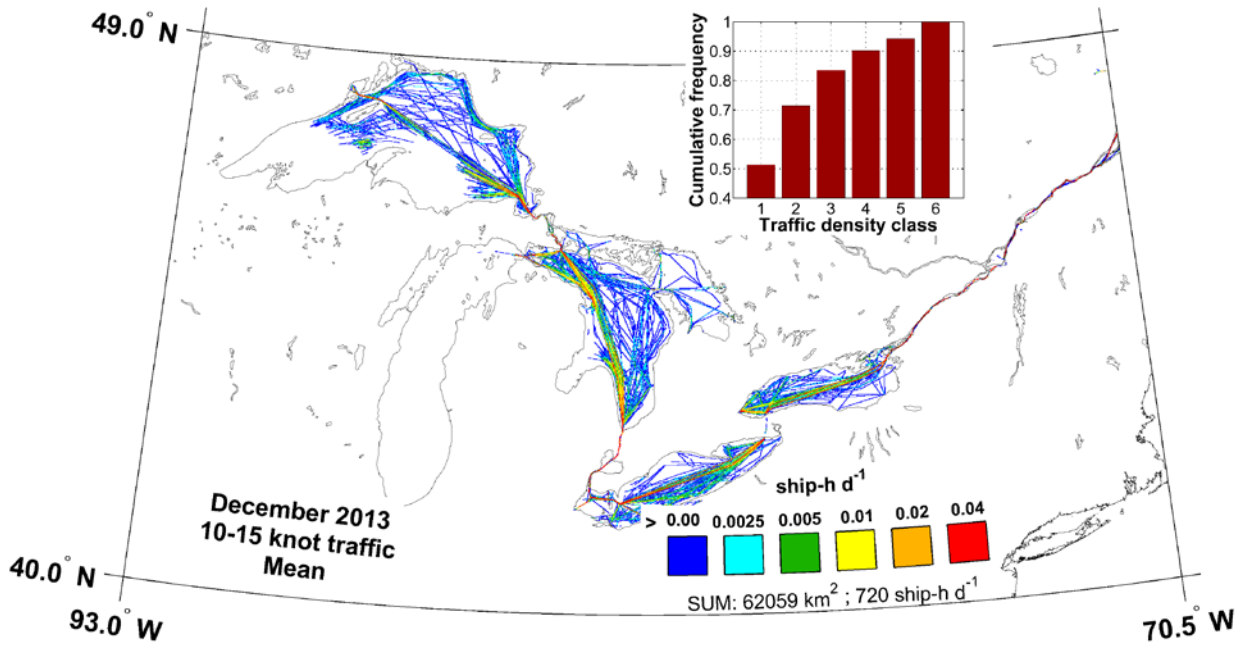 49.0° N
Cumulative frequency
1
0.9
0.8
0.7
0.6
0.5
0.4
1 2 3 4 5 6
Traffic density class
December 2013
10-15 knot traffic
Mean
ship-h d⁻¹
> 0.00 0.0025 0.005 0.01 0.02 0.04
SUM: 62059 km² ; 720 ship-h d⁻¹
40.0° N
93.0° W
70.5° W